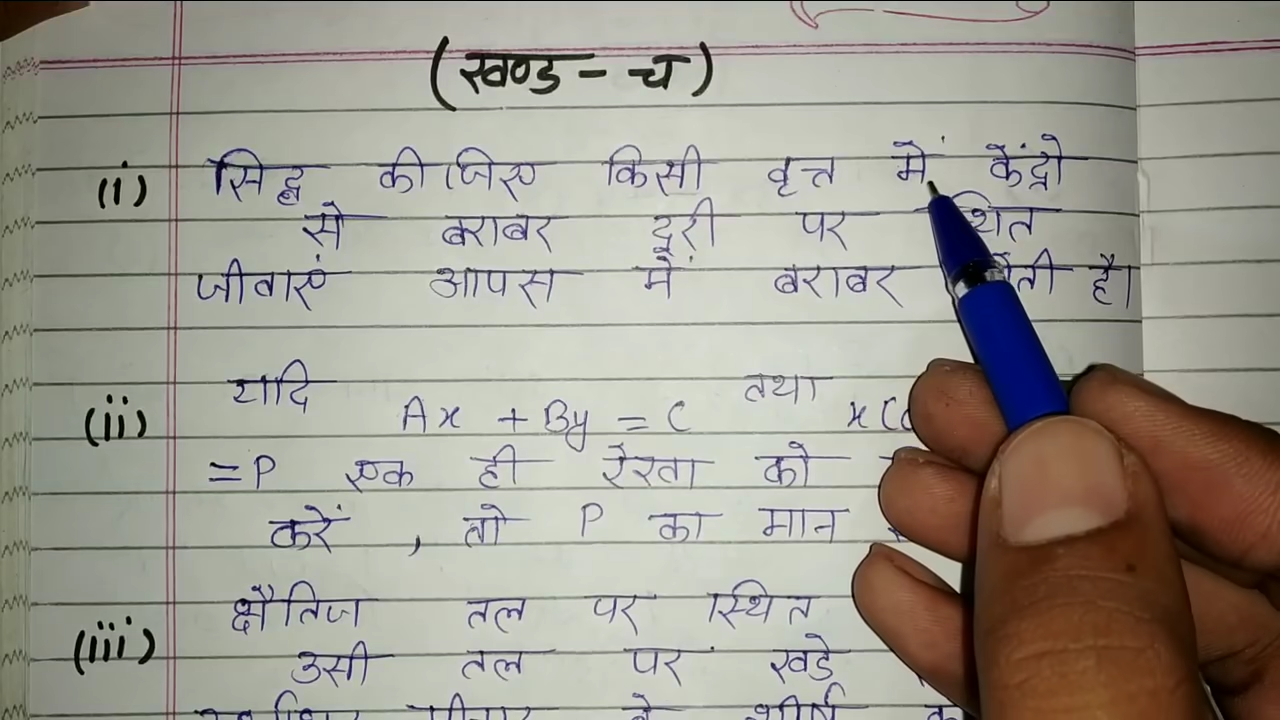 (खण्ड - च)
(i) सिद्ध कीजिए किसी वृत्त में केंद्रो
से बराबर दूरी पर
जीवाएं आपस में बराबर है।
(ii) यादि Ax + By = C तथा
=P एक ही रेखा को
करें , तो P का मान
(iii) क्षैतिज तल पर स्थित
उसी तल पर खडे